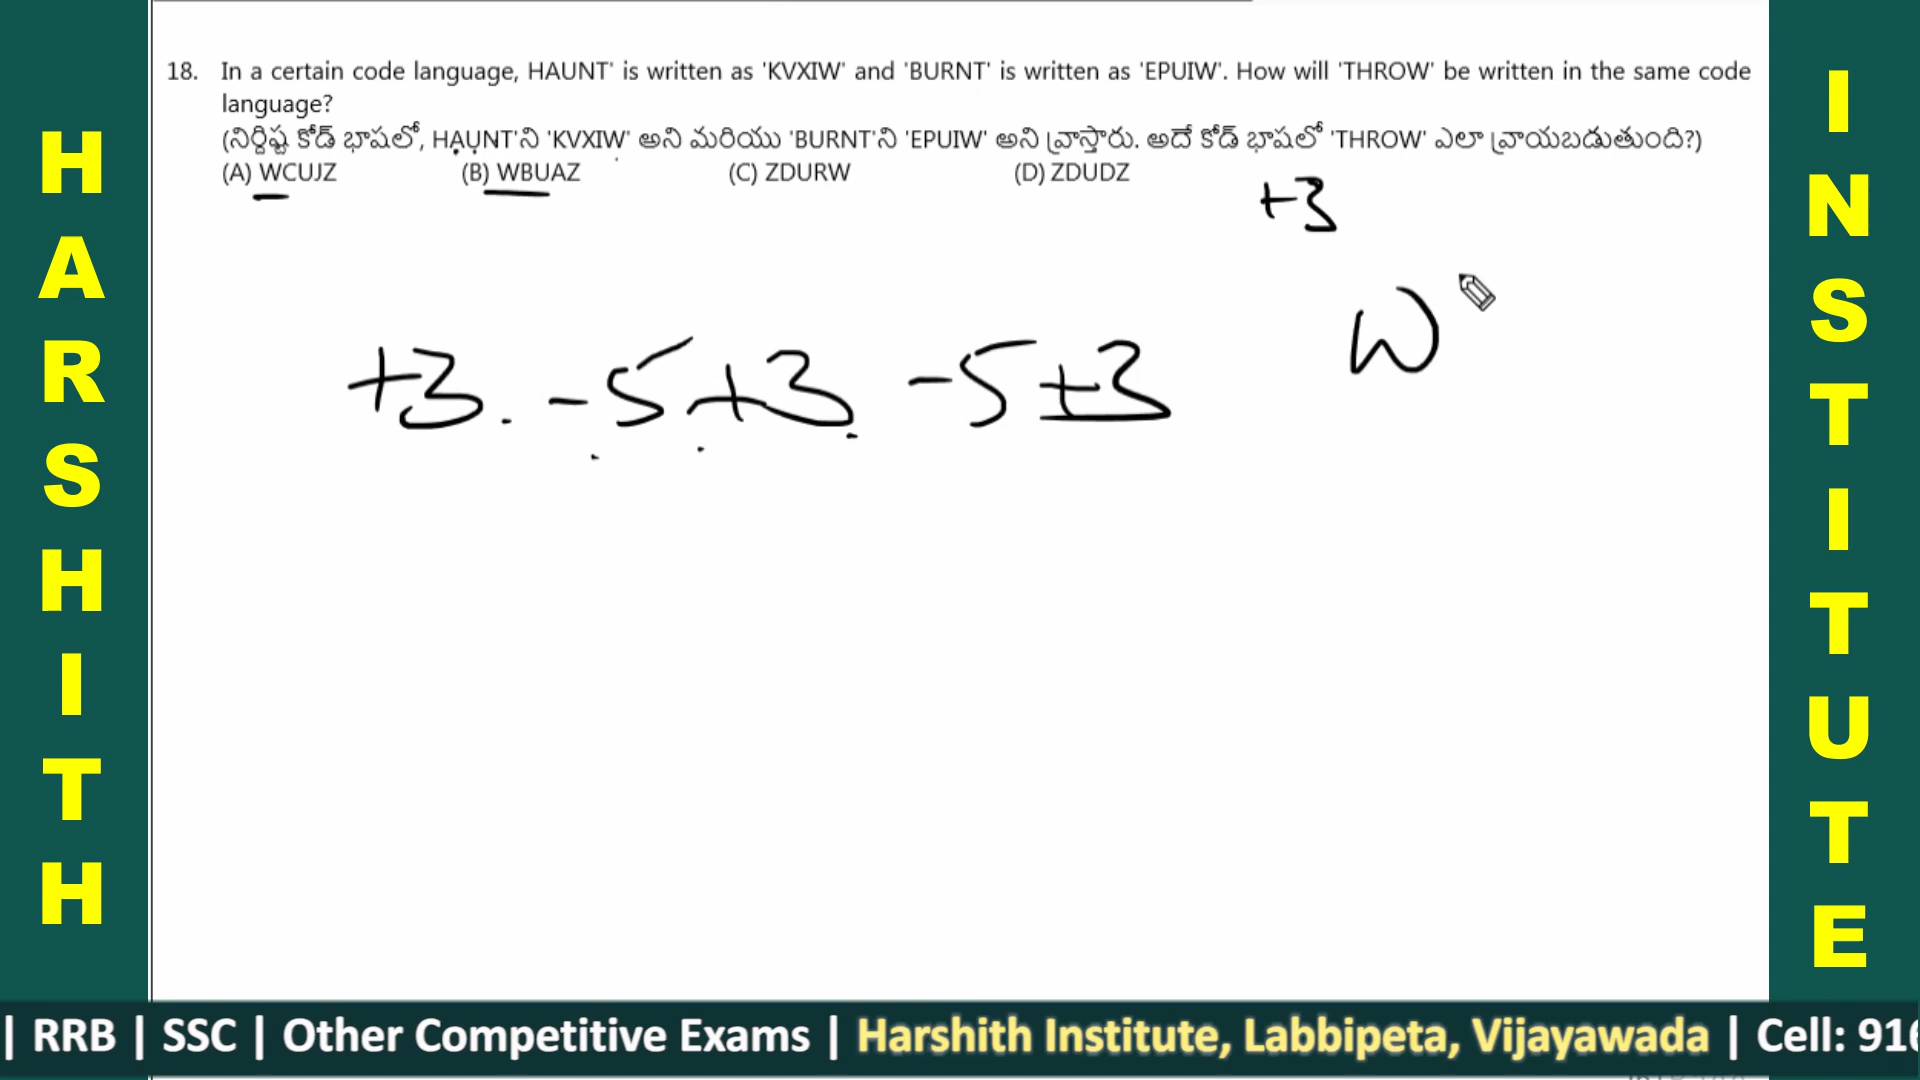 HARSHITH
18. In a certain code language, HAUNT' is written as 'KVXIW' and 'BURNT' is written as 'EPUIW'. How will 'THROW' be written in the same code
language?
(నిర్దిష్ట కోడ్ భాషలో, HAUNT'ని 'KVXIW' అని మరియు 'BURNT'ని 'EPUIW' అని వ్రాస్తారు. అదే కోడ్ భాషలో 'THROW' ఎలా వ్రాయబడుతుంది?)
(A) WCUJZ (B) WBUAZ (C) ZDURW (D) ZDUDZ
+3
W
+3 -5 +3 -5 +3
INSTITUTE
| RRB | SSC | Other Competitive Exams | Harshith Institute, Labbipeta, Vijayawada | Cell: 916